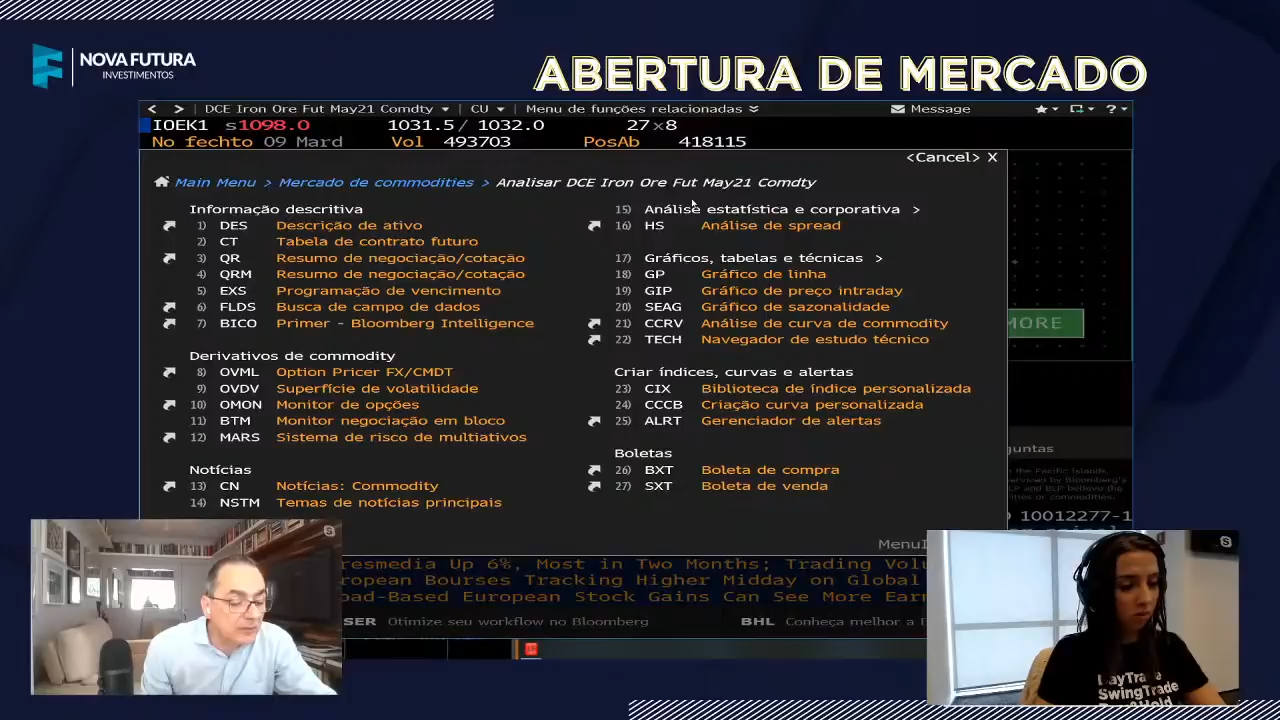 NOVA FUTURA
INVESTIMENTOS
ABERTURA DE MERCADO
< > DCE Iron Ore Fut May21 Comdty CU Menu de funções relacionadas Message ?
IOEK1 s1098.0 1031.5/ 1032.0 27x8
No fechto 09 Mard Vol 493703 PosAb 418115
<Cancel> X
Main Menu > Mercado de commodities > Analisar DCE Iron Ore Fut May21 Comdty
Informação descritiva
1) DES Descrição de ativo
2) CT Tabela de contrato futuro
3) QR Resumo de negociação/cotação
4) QRM Resumo de negociação/cotação
5) EXS Programação de vencimento
6) FLDS Busca de campo de dados
7) BICO Primer - Bloomberg Intelligence
Derivativos de commodity
8) OVML Option Pricer FX/CMDT
9) OVDV Superfície de volatilidade
10) OMON Monitor de opções
11) BTM Monitor negociação em bloco
12) MARS Sistema de risco de multiativos
Notícias
13) CN Notícias: Commodity
14) NSTM Temas de notícias principais
15) Análise estatística e corporativa >
16) HS Análise de spread
17) Gráficos, tabelas e técnicas >
18) GP Gráfico de linha
19) GIP Gráfico de preço intraday
20) SEAG Gráfico de sazonalidade
21) CCRV Análise de curva de commodity
22) TECH Navegador de estudo técnico
Criar índices, curvas e alertas
23) CIX Biblioteca de índice personalizada
24) CCCB Criação curva personalizada
25) ALRT Gerenciador de alertas
Boletas
26) BXT Boleta de compra
27) SXT Boleta de venda
MORE
guntas
10012277-1
resmedia Up 6%, Most in Two Months; Trading Volu
ropean Bourses Tracking Higher Midday on Global
oad-Based European Stock Gains Can See More Earn
SER Otimize seu workflow no Bloomberg BHL Conheça melhor a
DayTrade
SwingTrade